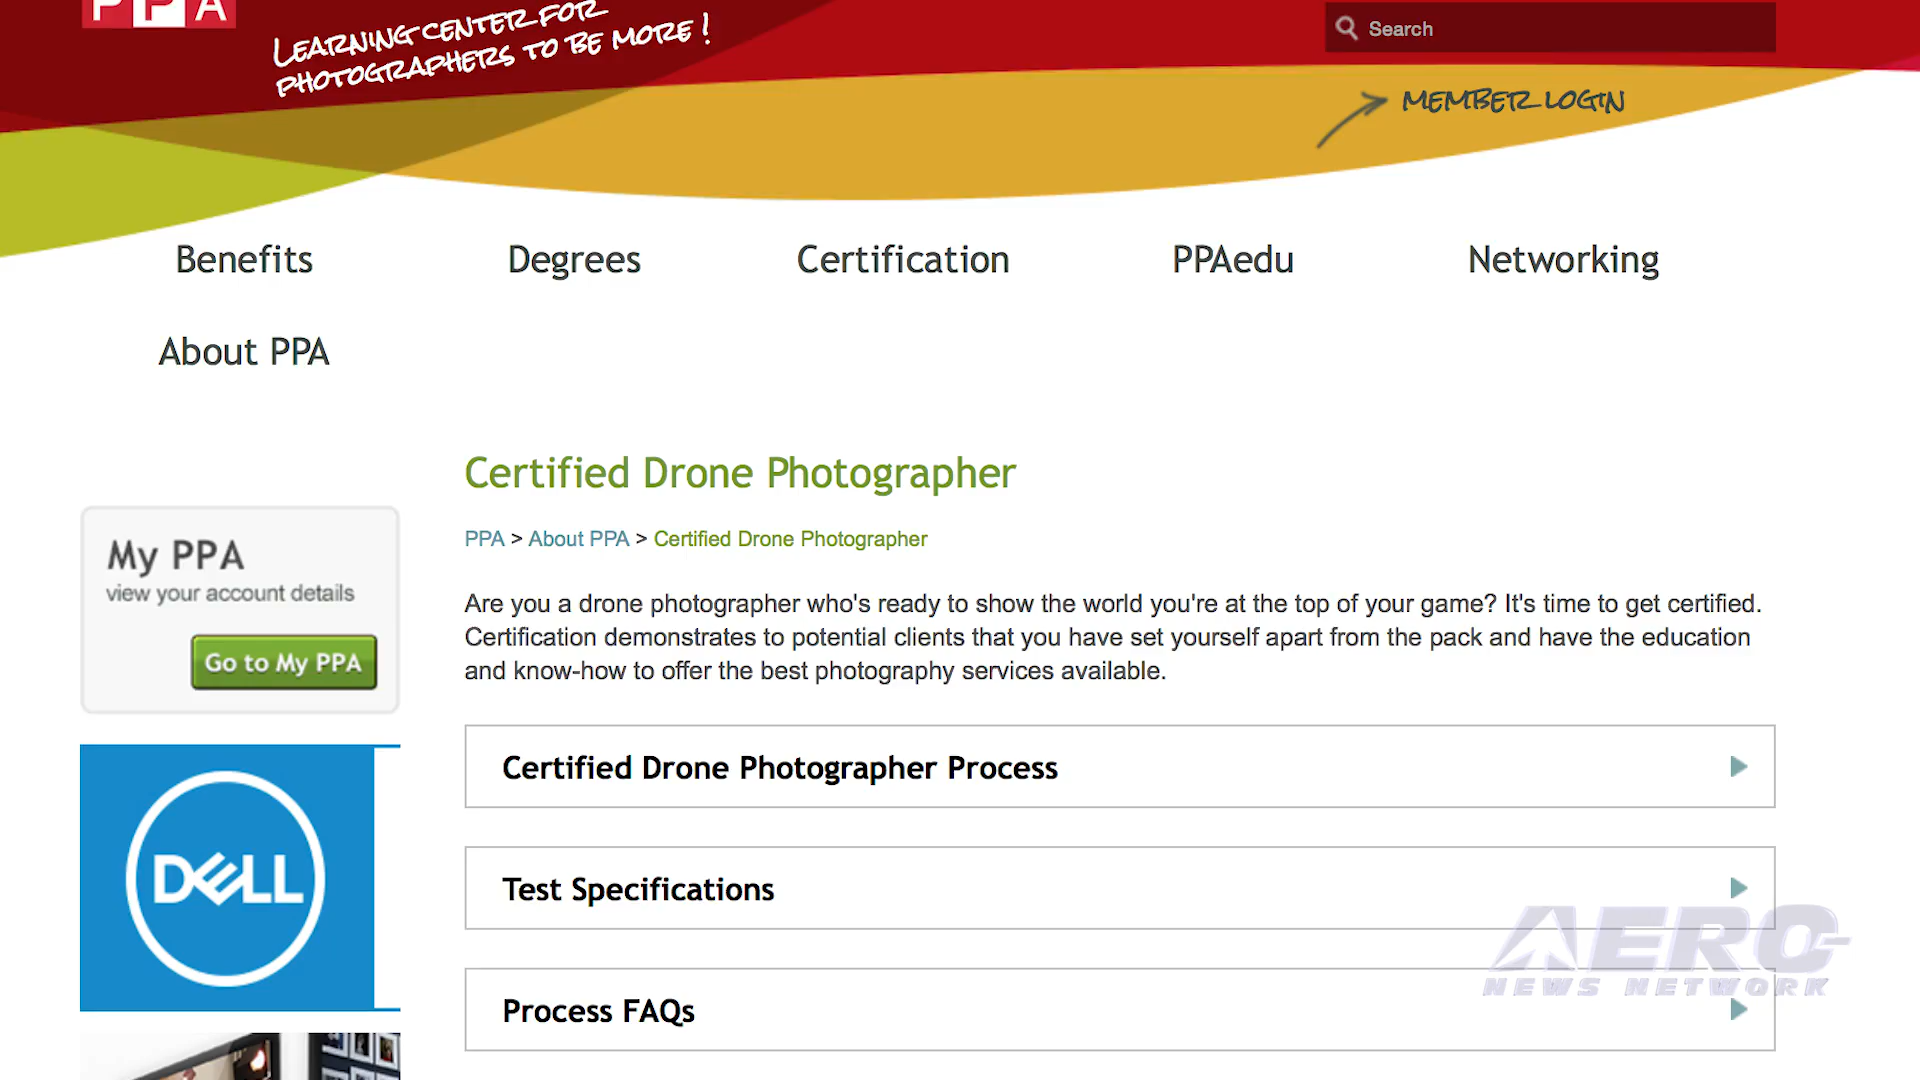 PPA
LEARNING CENTER FOR
PHOTOGRAPHERS TO BE MORE !
Search
MEMBER LOGIN
Benefits
Degrees
Certification
PPAedu
Networking
About PPA
Certified Drone Photographer
PPA > About PPA > Certified Drone Photographer
Are you a drone photographer who's ready to show the world you're at the top of your game? It's time to get certified.
Certification demonstrates to potential clients that you have set yourself apart from the pack and have the education
and know-how to offer the best photography services available.
My PPA
view your account details
Go to My PPA
DELL
Certified Drone Photographer Process
Test Specifications
Process FAQs
AERO-
NEWS NETWORK